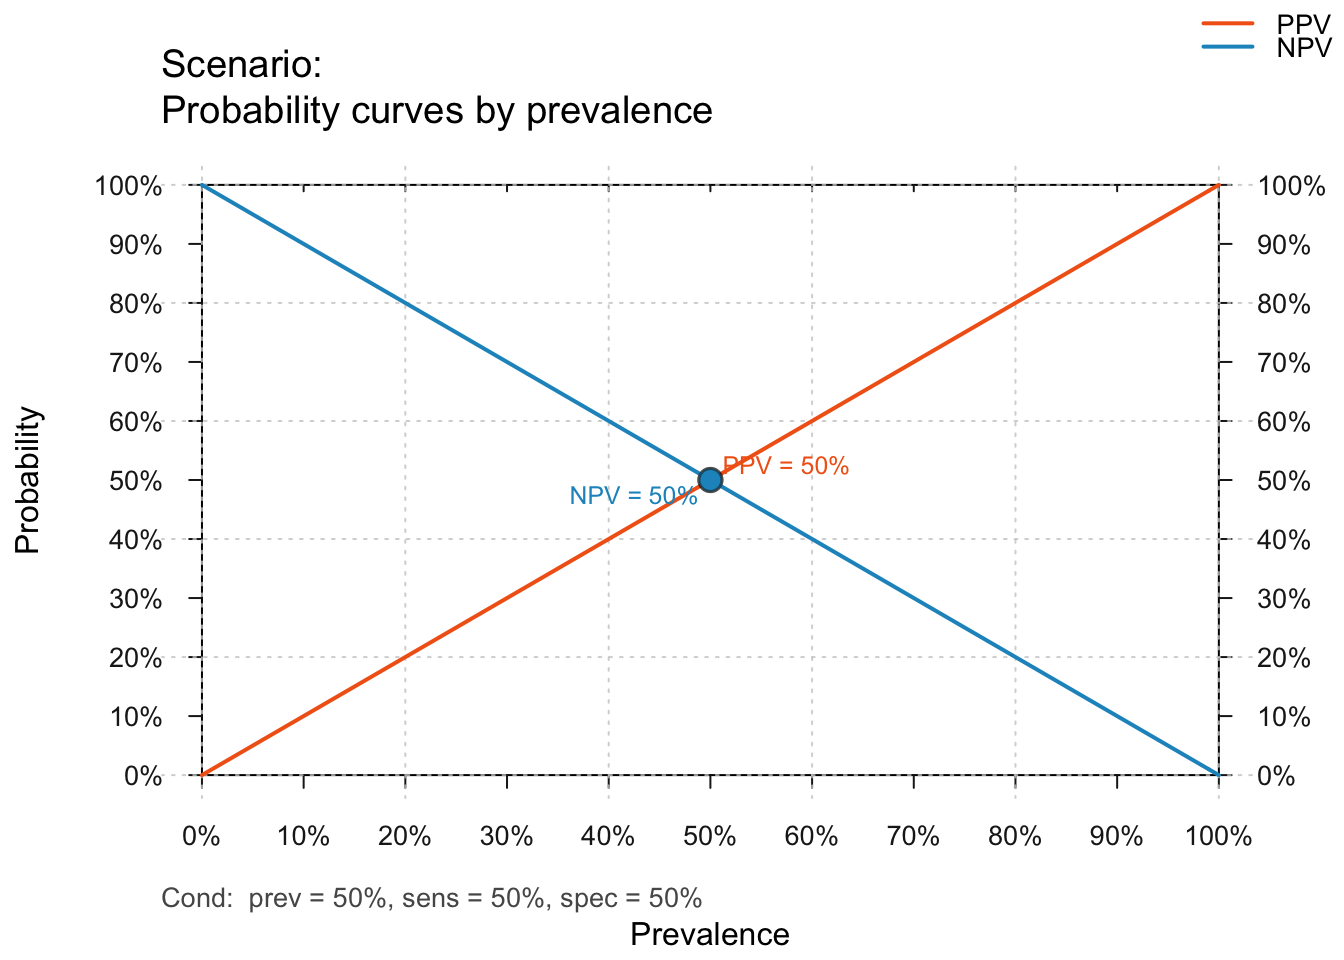 PPV
NPV
Scenario:
Probability curves by prevalence
100% 100%
90% 90%
80% 80%
70% 70%
60% 60%
PPV = 50%
50% 50%
NPV = 50%
40% 40%
30% 30%
20% 20%
10% 10%
0% 0%
Probability
0% 10% 20% 30% 40% 50% 60% 70% 80% 90% 100%
Cond:  prev = 50%, sens = 50%, spec = 50%
Prevalence